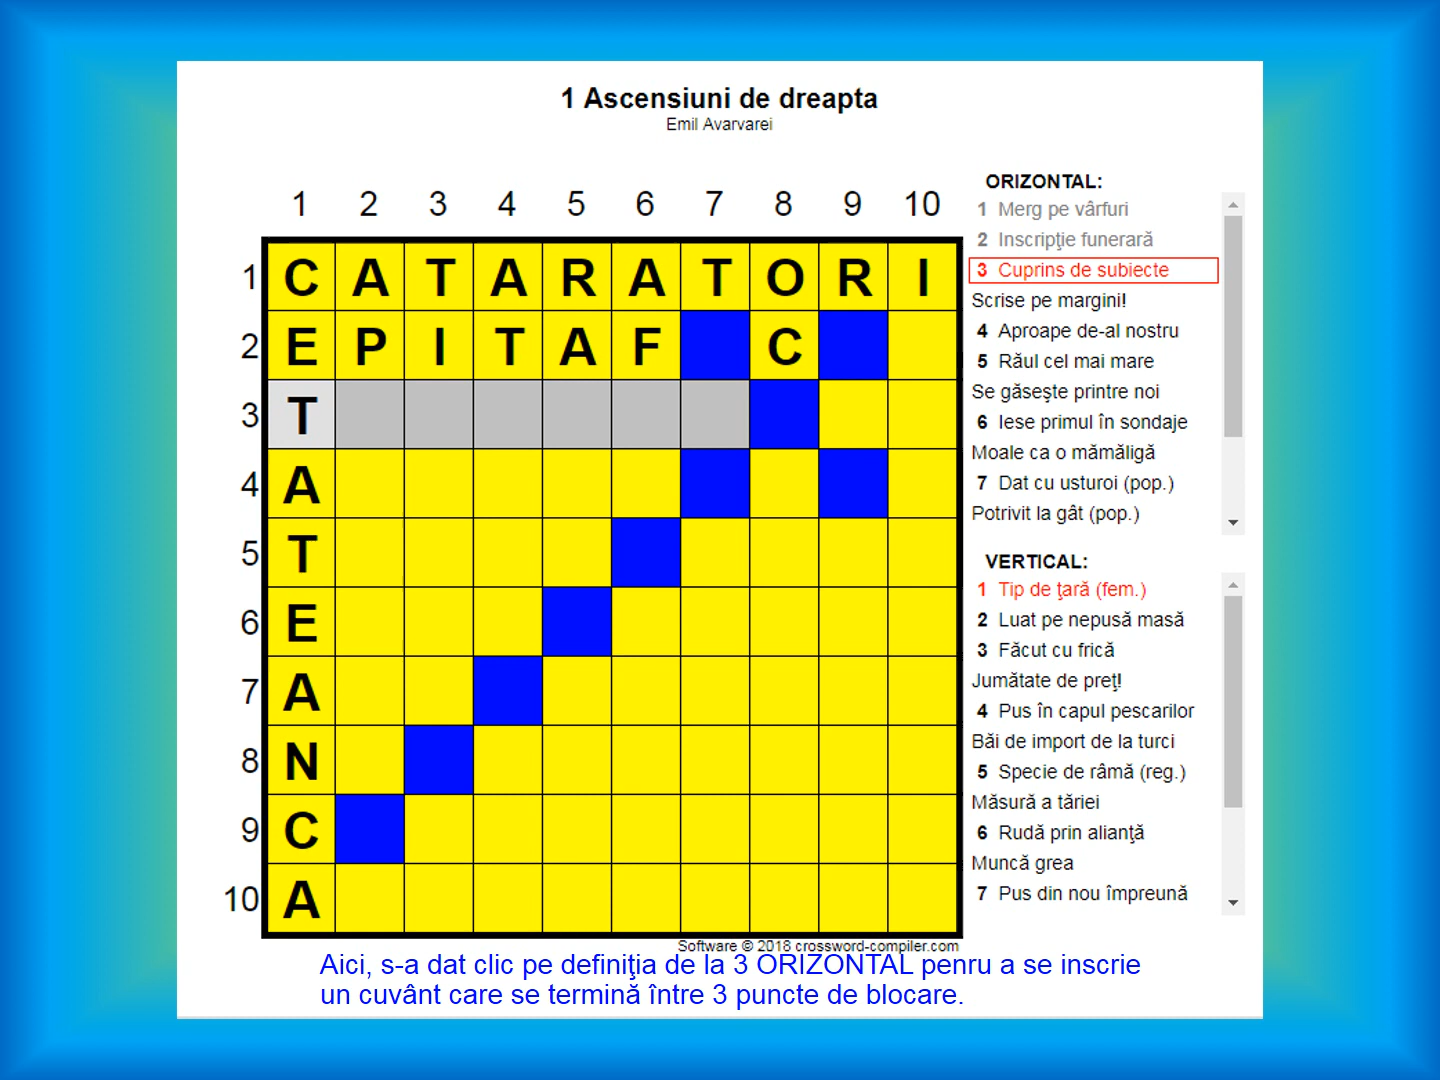 1 Ascensiuni de dreapta
Emil Avarvarei
1 2 3 4 5 6 7 8 9 10
1 C A T A R A T O R I
2 E P I T A F C
3 T
4 A
5 T
6 E
7 A
8 N
9 C
10 A
Software © 2018 crossword-compiler.com
ORIZONTAL:
1 Merg pe vârfuri
2 Inscripţie funerară
3 Cuprins de subiecte
Scrise pe margini!
4 Aproape de-al nostru
5 Răul cel mai mare
Se găseşte printre noi
6 Iese primul în sondaje
Moale ca o mămăligă
7 Dat cu usturoi (pop.)
Potrivit la gât (pop.)
VERTICAL:
1 Tip de ţară (fem.)
2 Luat pe nepusă masă
3 Făcut cu frică
Jumătate de preţ!
4 Pus în capul pescarilor
Băi de import de la turci
5 Specie de râmă (reg.)
Măsură a tăriei
6 Rudă prin alianţă
Muncă grea
7 Pus din nou împreună
Aici, s-a dat clic pe definiţia de la 3 ORIZONTAL penru a se inscrie
un cuvânt care se termină între 3 puncte de blocare.